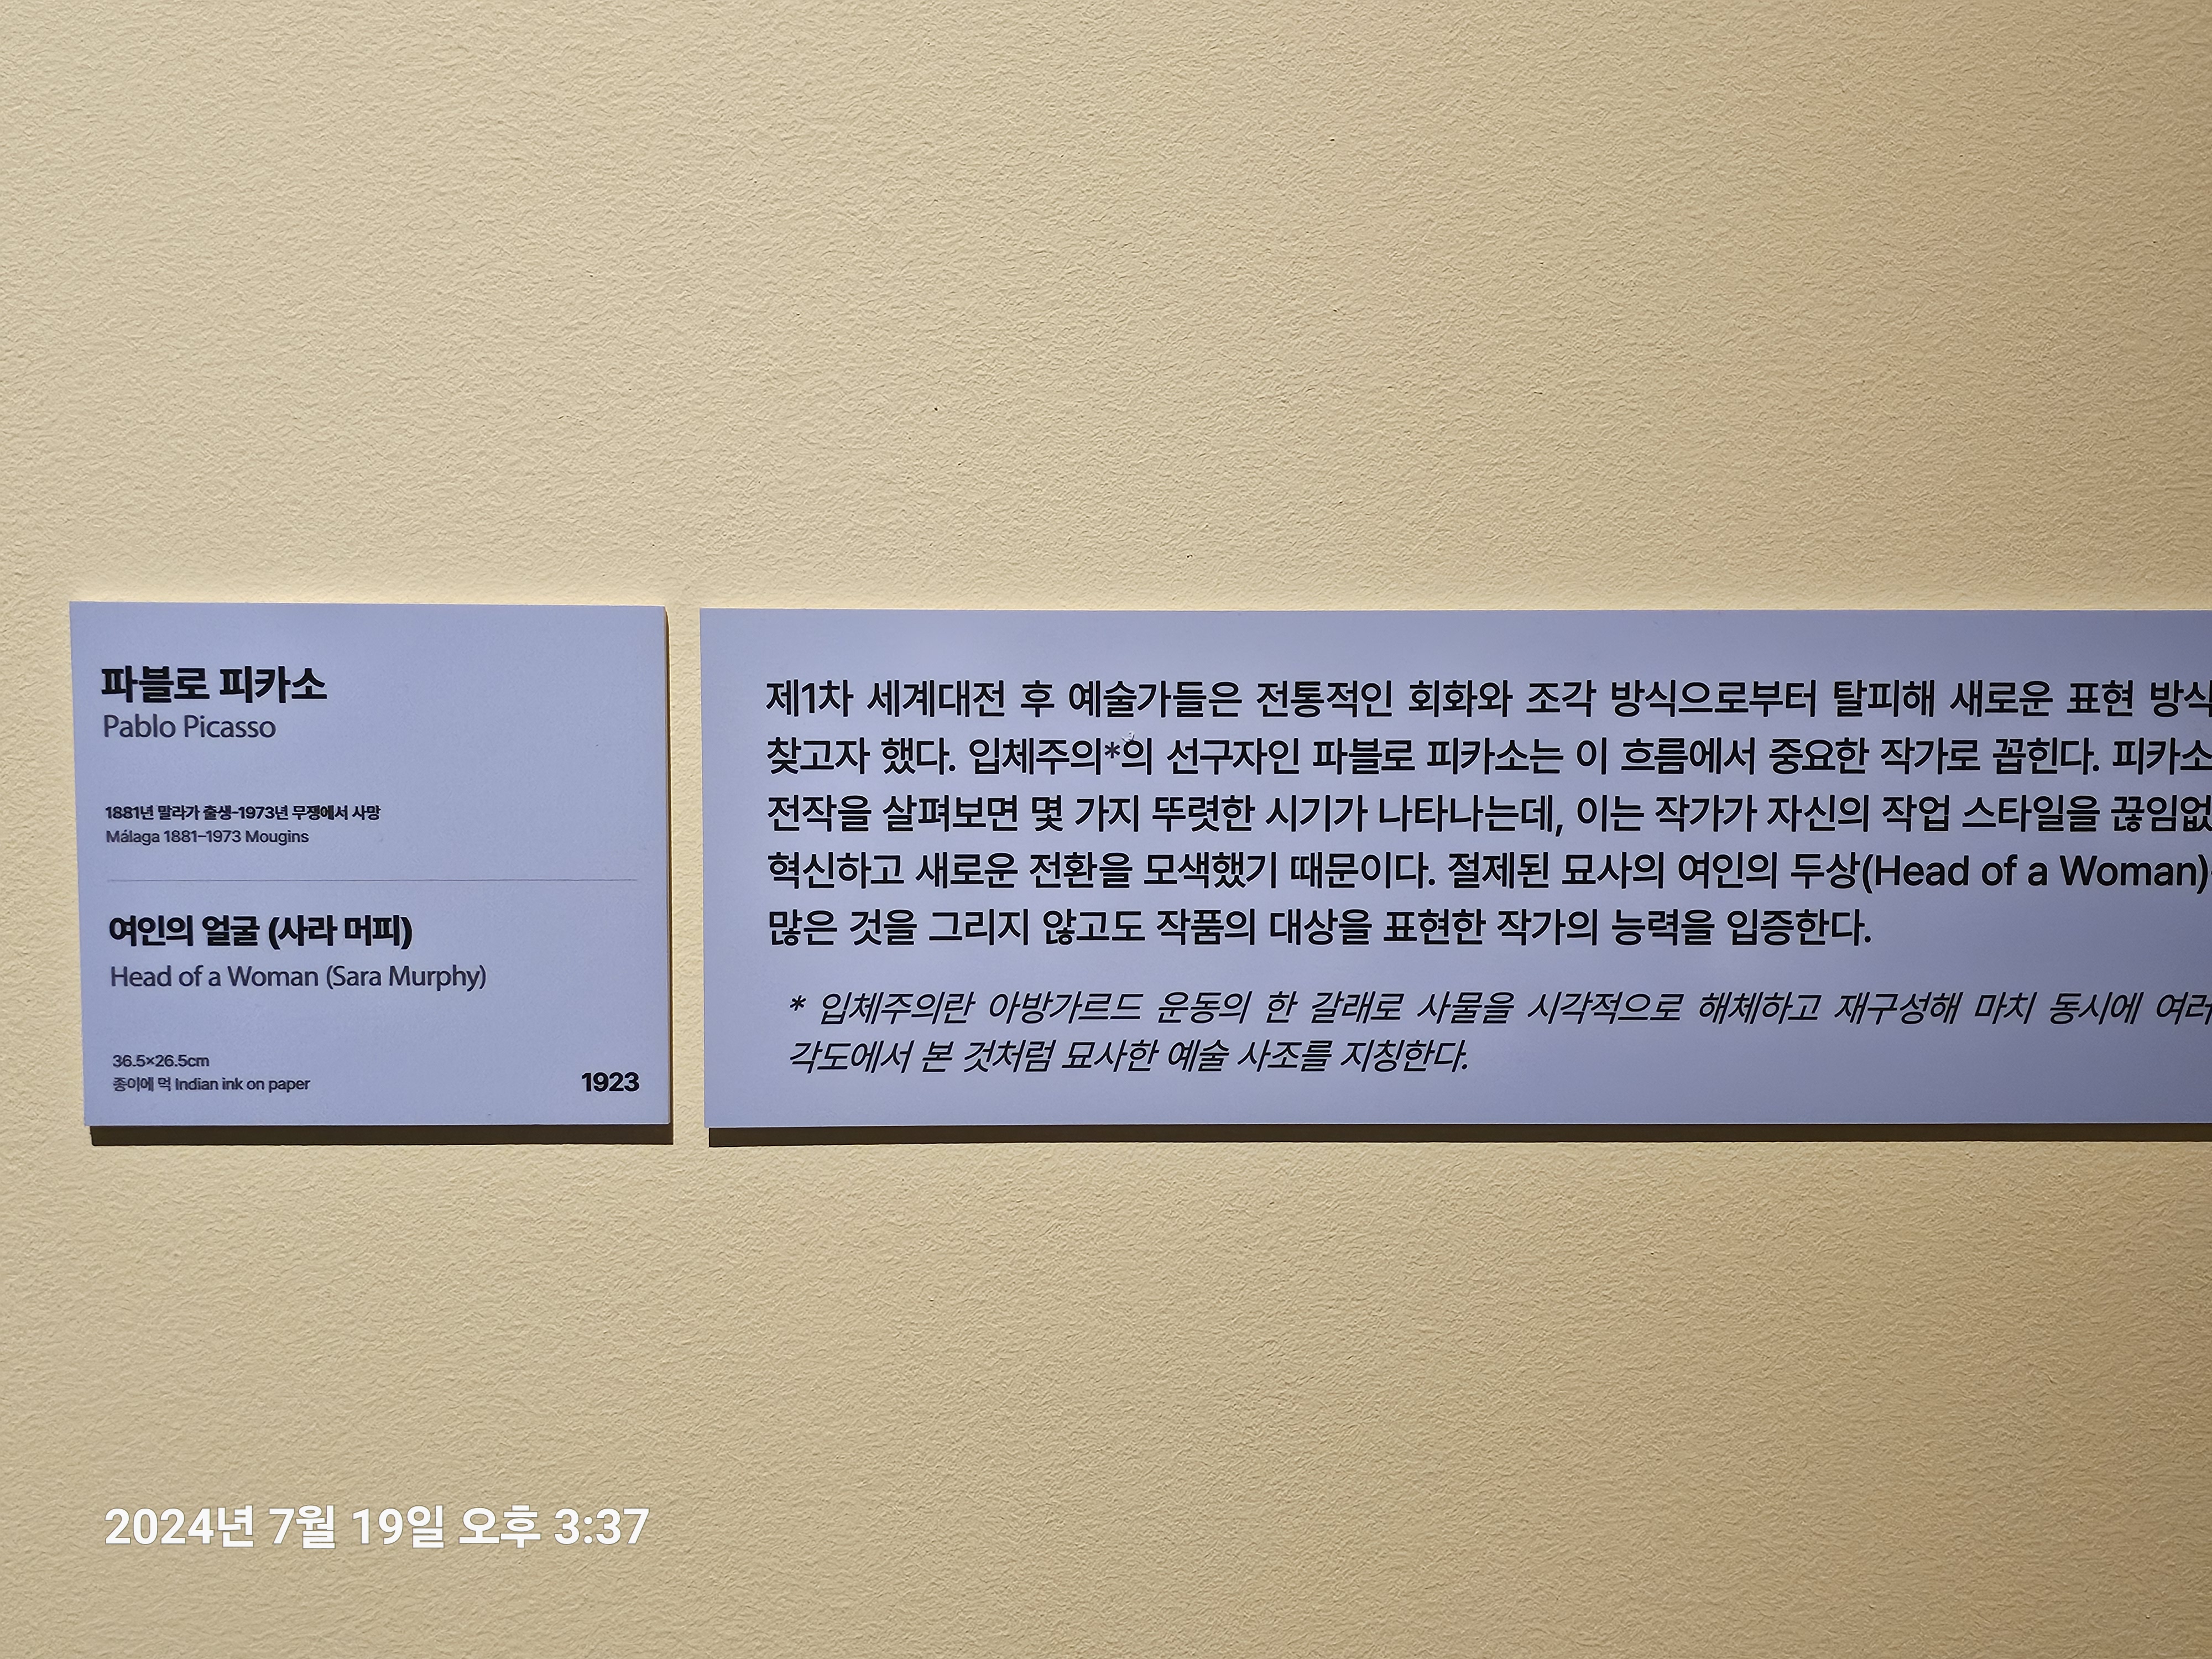 파블로 피카소
Pablo Picasso
1881년 말라가 출생-1973년 무쟁에서 사망
Málaga 1881–1973 Mougins
여인의 얼굴 (사라 머피)
Head of a Woman (Sara Murphy)
36.5×26.5cm
종이에 먹 Indian ink on paper
1923
제1차 세계대전 후 예술가들은 전통적인 회화와 조각 방식으로부터 탈피해 새로운 표현 방식
찾고자 했다. 입체주의*의 선구자인 파블로 피카소는 이 흐름에서 중요한 작가로 꼽힌다. 피카소
전작을 살펴보면 몇 가지 뚜렷한 시기가 나타나는데, 이는 작가가 자신의 작업 스타일을 끊임없
혁신하고 새로운 전환을 모색했기 때문이다. 절제된 묘사의 여인의 두상(Head of a Woman)
많은 것을 그리지 않고도 작품의 대상을 표현한 작가의 능력을 입증한다.
* 입체주의란 아방가르드 운동의 한 갈래로 사물을 시각적으로 해체하고 재구성해 마치 동시에 여러
각도에서 본 것처럼 묘사한 예술 사조를 지칭한다.
2024년 7월 19일 오후 3:37